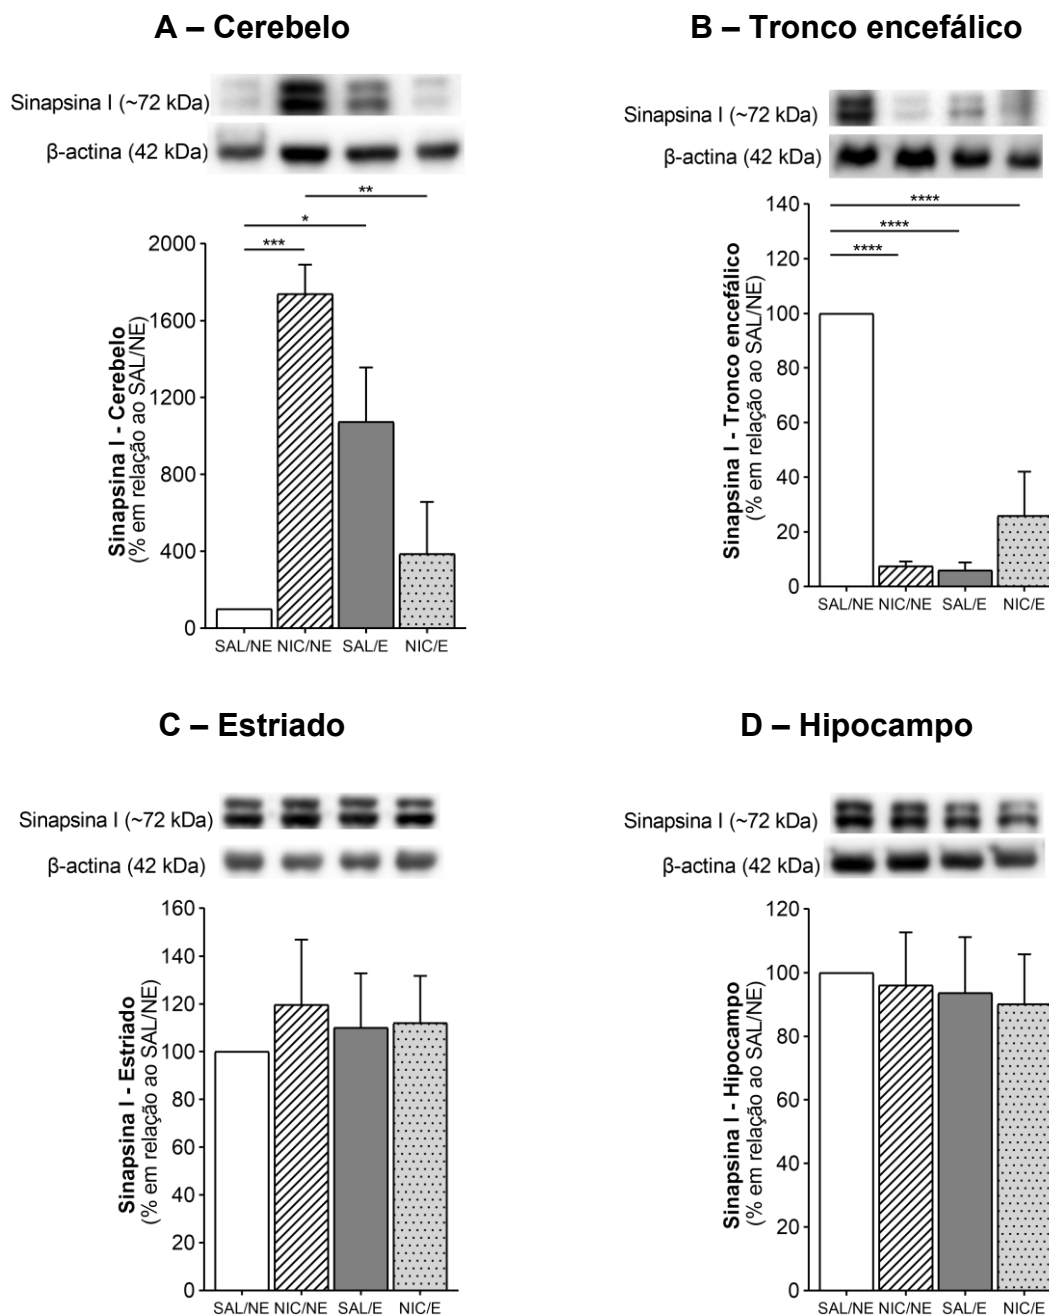 A – Cerebelo
Sinapsina I (~72 kDa)
β-actina (42 kDa)
**
*
***
Sinapsina I - Cerebelo
(% em relação ao SAL/NE)
2000
1600
1200
800
400
0
SAL/NE NIC/NE SAL/E NIC/E
B – Tronco encefálico
Sinapsina I (~72 kDa)
β-actina (42 kDa)
****
****
****
Sinapsina I - Tronco encefálico
(% em relação ao SAL/NE)
140
120
100
80
60
40
20
0
SAL/NE NIC/NE SAL/E NIC/E
C – Estriado
Sinapsina I (~72 kDa)
β-actina (42 kDa)
Sinapsina I - Estriado
(% em relação ao SAL/NE)
160
140
120
100
80
60
40
20
0
SAL/NE NIC/NE SAL/E NIC/E
D – Hipocampo
Sinapsina I (~72 kDa)
β-actina (42 kDa)
Sinapsina I - Hipocampo
(% em relação ao SAL/NE)
120
100
80
60
40
20
0
SAL/NE NIC/NE SAL/E NIC/E